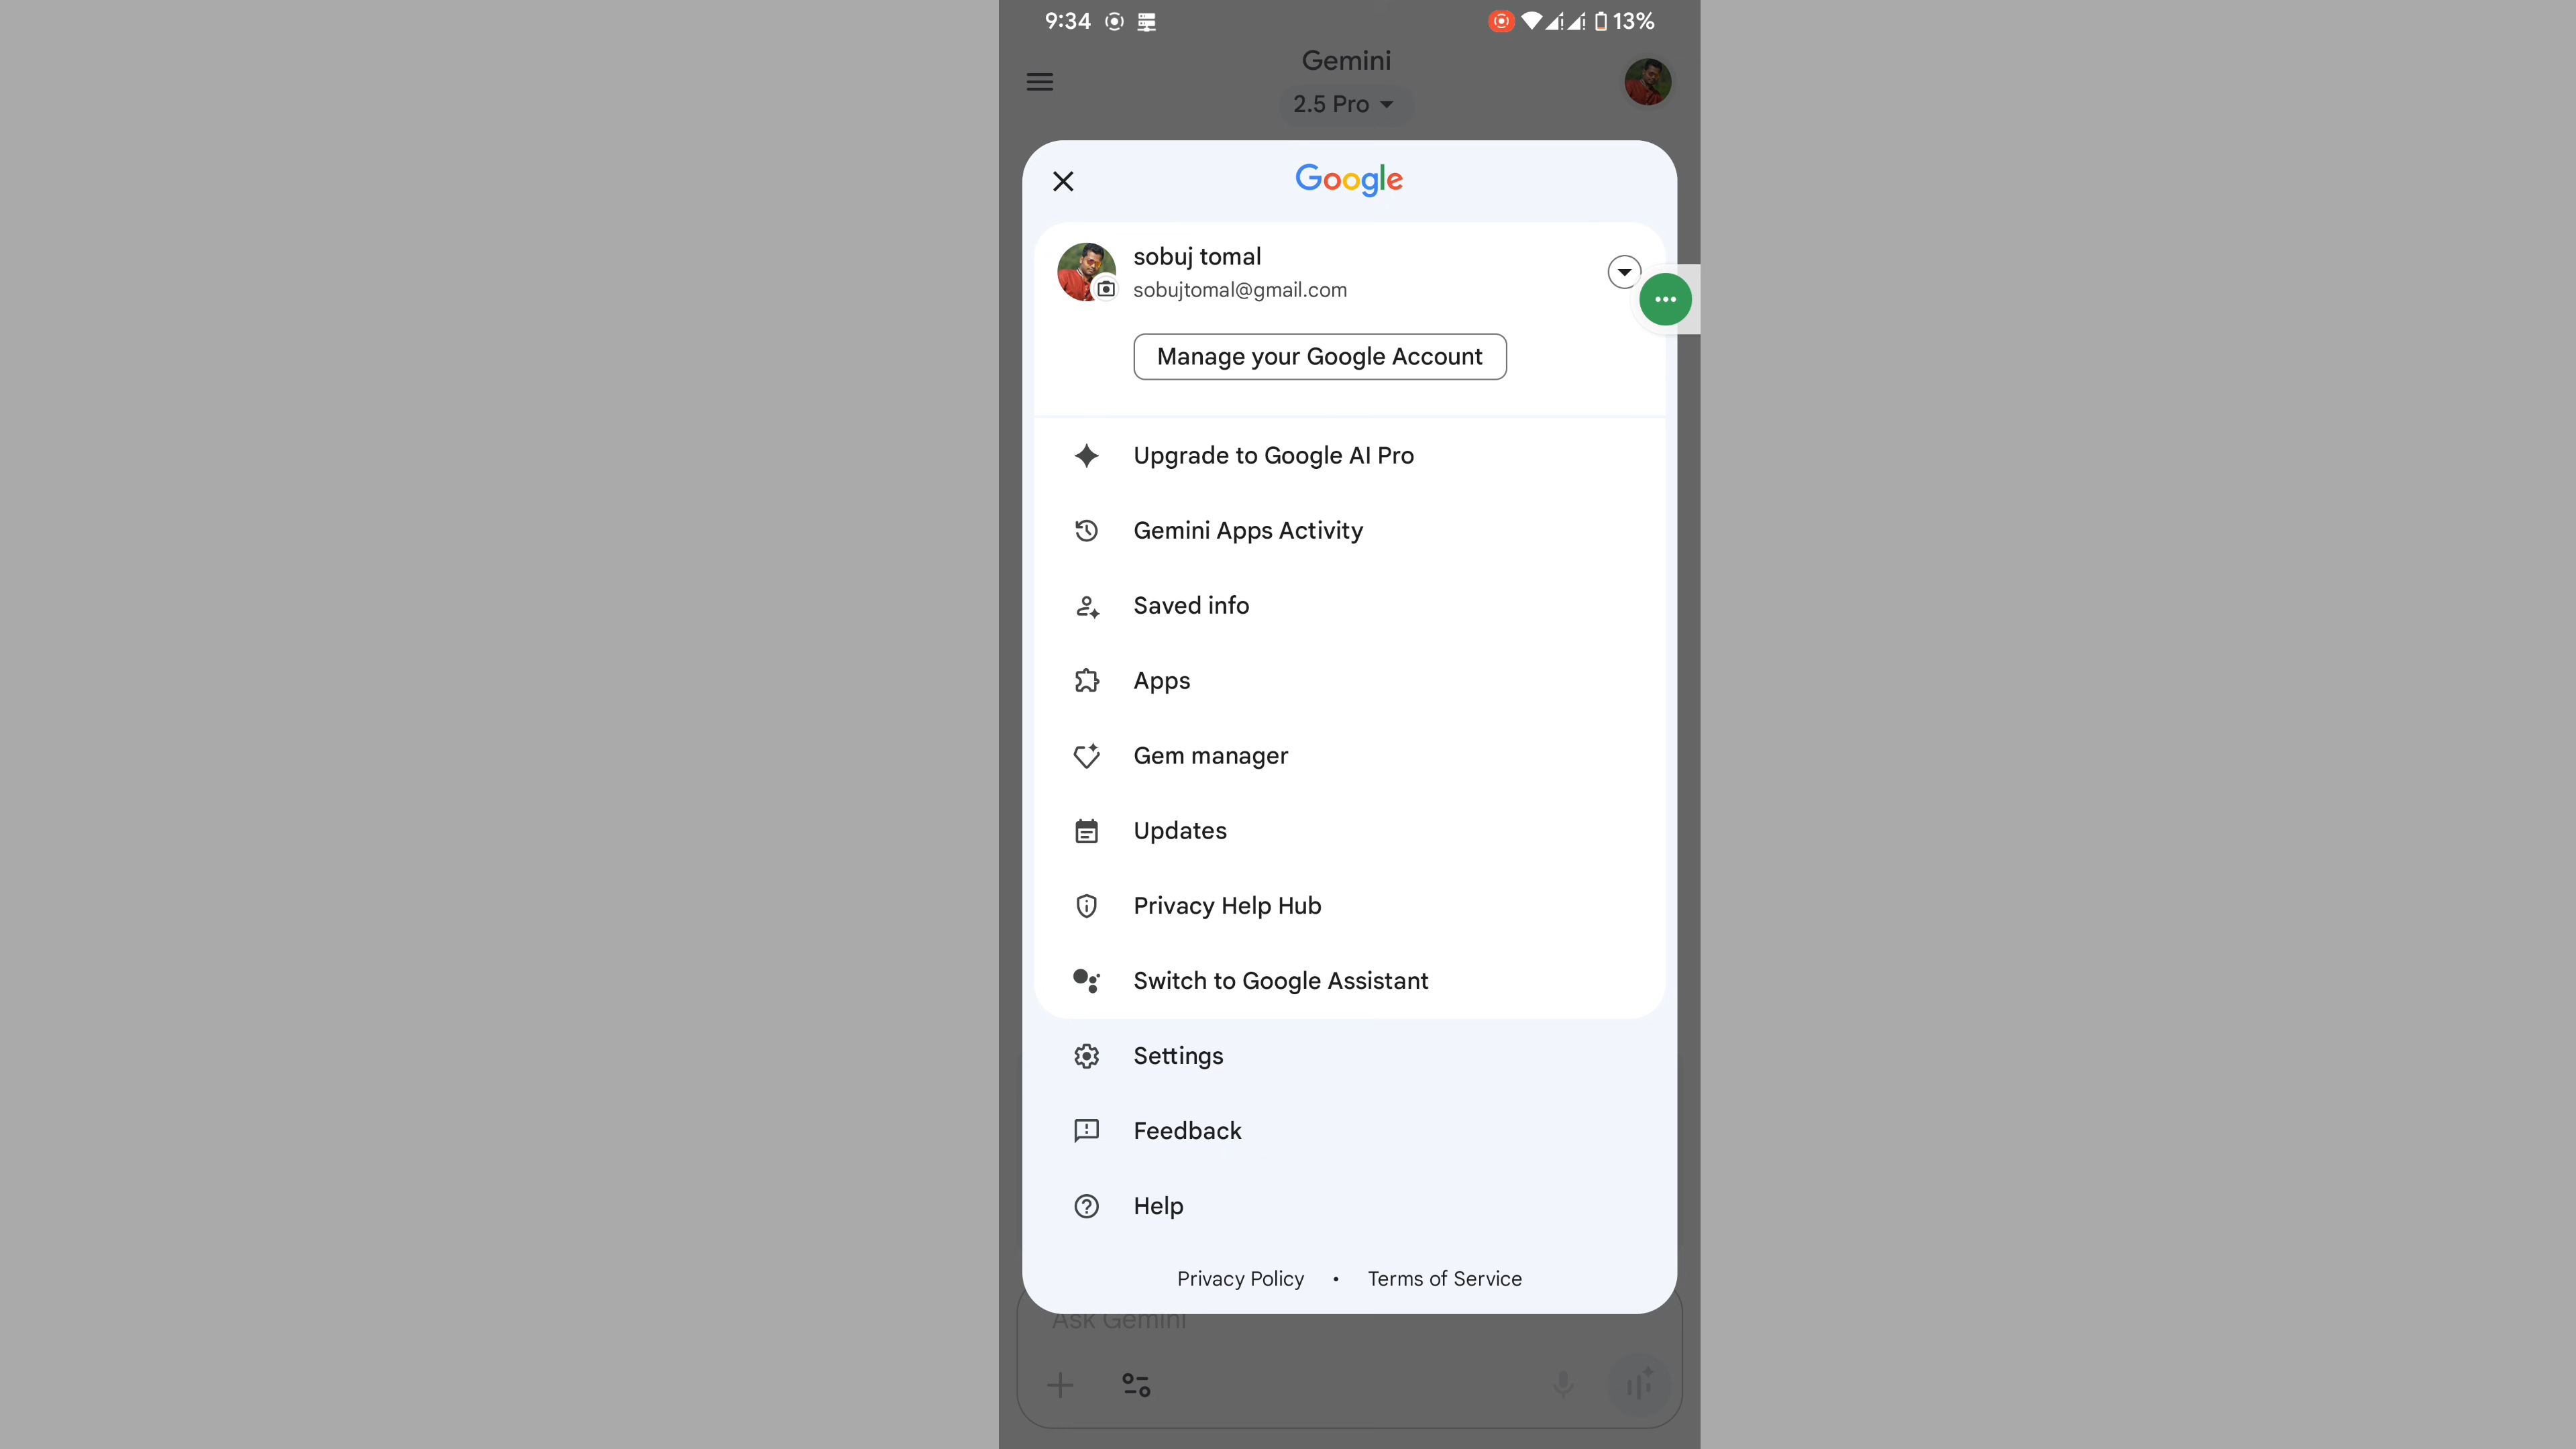 9:34
13%
Gemini
2.5 Pro
Google
sobuj tomal
sobujtomal@gmail.com
Manage your Google Account
Upgrade to Google AI Pro
Gemini Apps Activity
Saved info
Apps
Gem manager
Updates
Privacy Help Hub
Switch to Google Assistant
Settings
Feedback
Help
Privacy Policy • Terms of Service
Ask Gemini